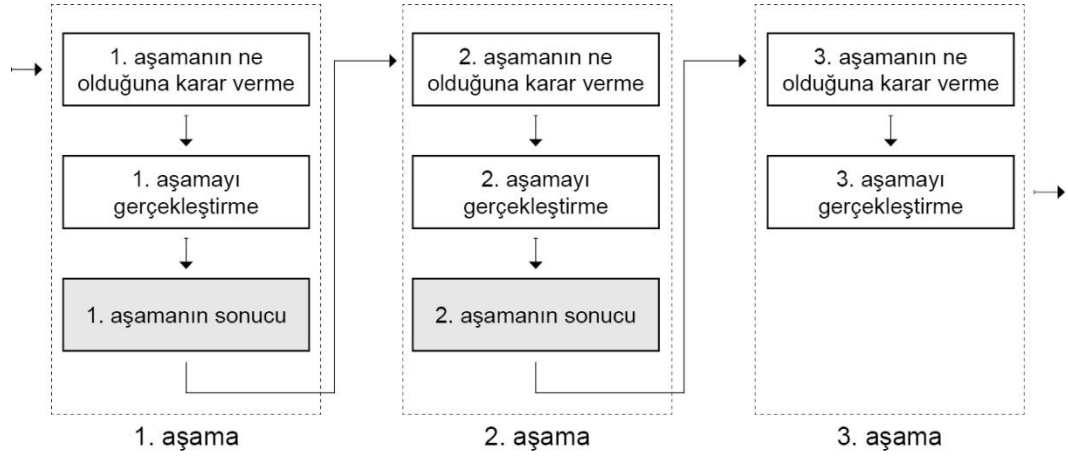 1. aşamanın ne
olduğuna karar verme
1. aşamayı
gerçekleştirme
1. aşamanın sonucu
1. aşama
2. aşamanın ne
olduğuna karar verme
2. aşamayı
gerçekleştirme
2. aşamanın sonucu
2. aşama
3. aşamanın ne
olduğuna karar verme
3. aşamayı
gerçekleştirme
3. aşama